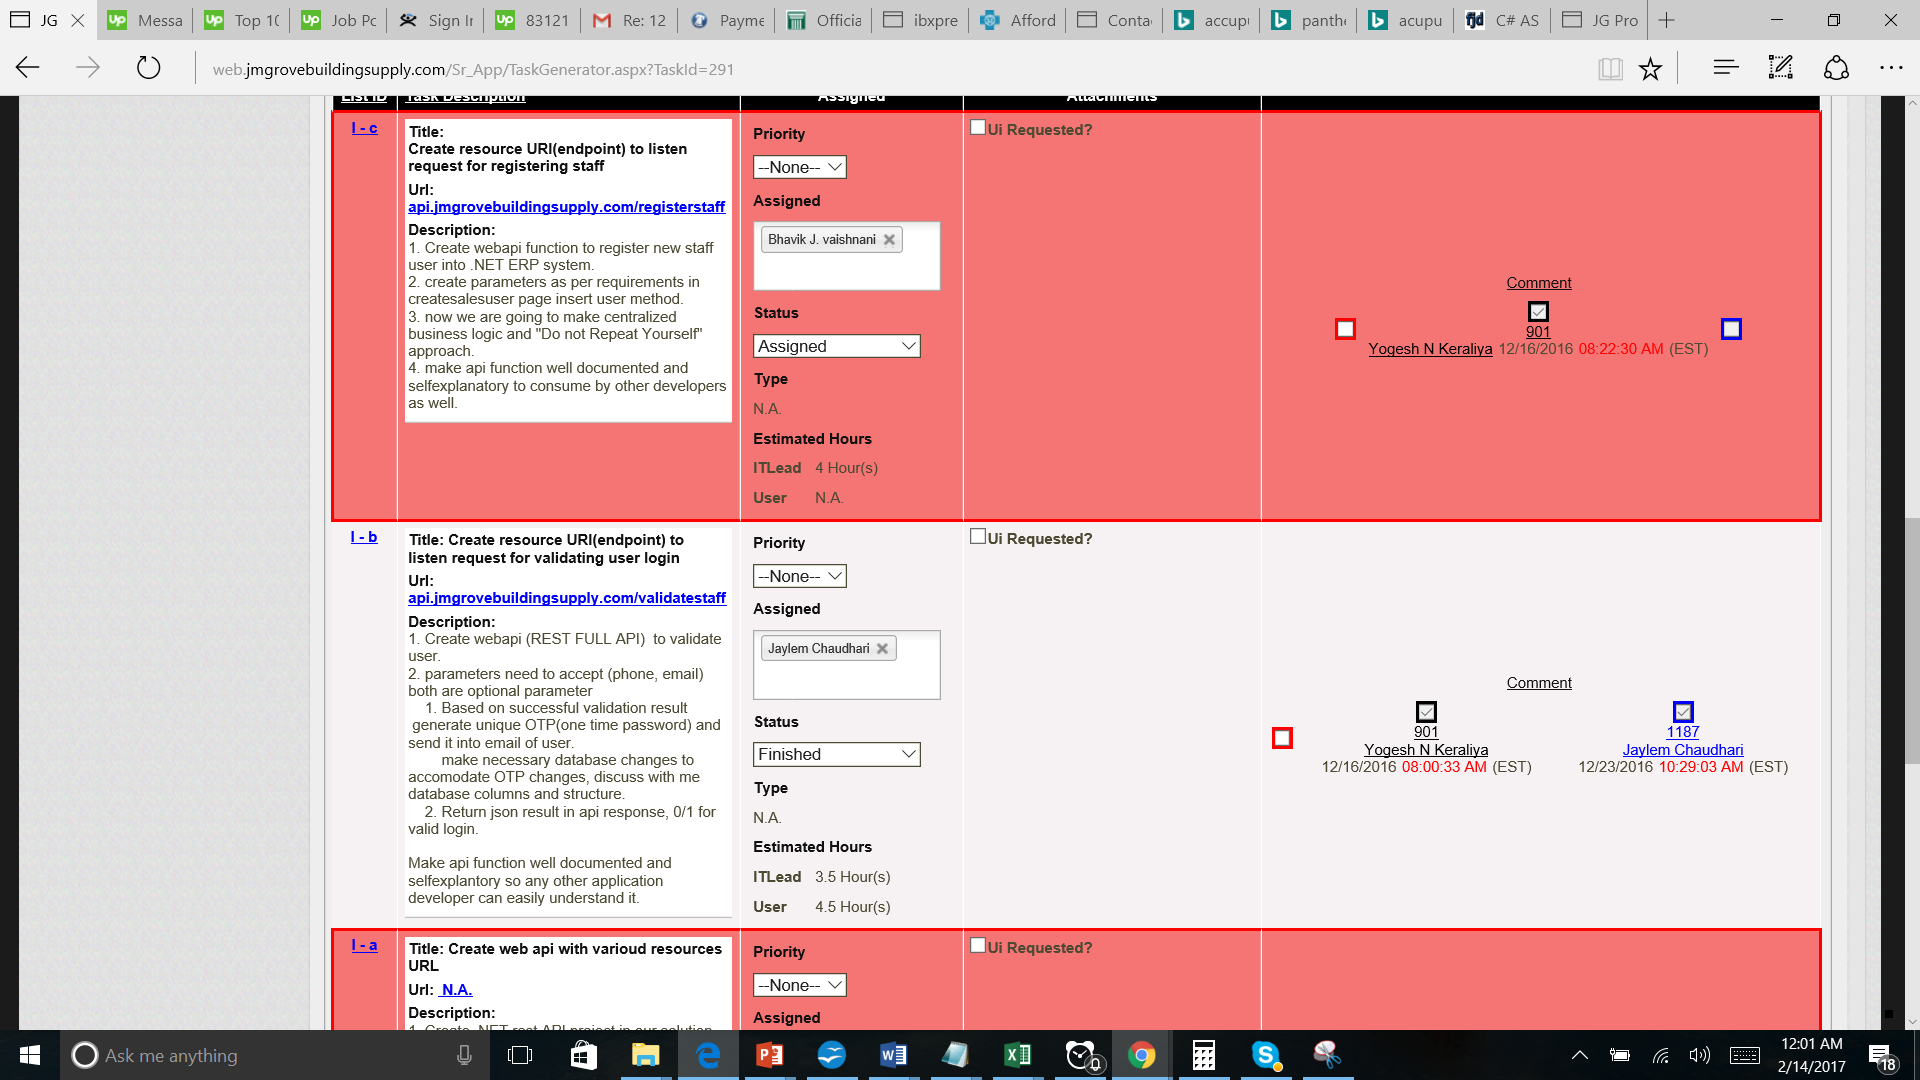 JG
Messa
Top 10
Job Po
Sign In
83121
Re: 12
Payme
Officia
ibxpre
Afford
Conta
accupu
panthe
acupu
C# AS
JG Pro
web.jmgrovebuildingsupply.com/Sr_App/TaskGenerator.aspx?TaskId=291
List ID
Task Description
Assigned
Attachments
I - c
Title:
Create resource URI(endpoint) to listen
request for registering staff
Url:
api.jmgrovebuildingsupply.com/registerstaff
Description:
1. Create webapi function to register new staff
user into .NET ERP system.
2. create parameters as per requirements in
createsalesuser page insert user method.
3. now we are going to make centralized
business logic and "Do not Repeat Yourself"
approach.
4. make api function well documented and
selfexplanatory to consume by other developers
as well.
Priority
--None--
Assigned
Bhavik J. vaishnani
Status
Assigned
Type
N.A.
Estimated Hours
ITLead 4 Hour(s)
User N.A.
Ui Requested?
Comment
901
Yogesh N Keraliya 12/16/2016 08:22:30 AM (EST)
I - b
Title: Create resource URI(endpoint) to
listen request for validating user login
Url:
api.jmgrovebuildingsupply.com/validatestaff
Description:
1. Create webapi (REST FULL API) to validate
user.
2. parameters need to accept (phone, email)
both are optional parameter
1. Based on successful validation result
generate unique OTP(one time password) and
send it into email of user.
make necessary database changes to
accomodate OTP changes, discuss with me
database columns and structure.
2. Return json result in api response, 0/1 for
valid login.
Make api function well documented and
selfexplantory so any other application
developer can easily understand it.
Priority
--None--
Assigned
Jaylem Chaudhari
Status
Finished
Type
N.A.
Estimated Hours
ITLead 3.5 Hour(s)
User 4.5 Hour(s)
Ui Requested?
Comment
901
Yogesh N Keraliya
12/16/2016 08:00:33 AM (EST)
1187
Jaylem Chaudhari
12/23/2016 10:29:03 AM (EST)
I - a
Title: Create web api with varioud resources
URL
Url: N.A.
Description:
1. Create .NET rest API project in our solution
Priority
--None--
Assigned
Ui Requested?
Ask me anything
12:01 AM
2/14/2017
18